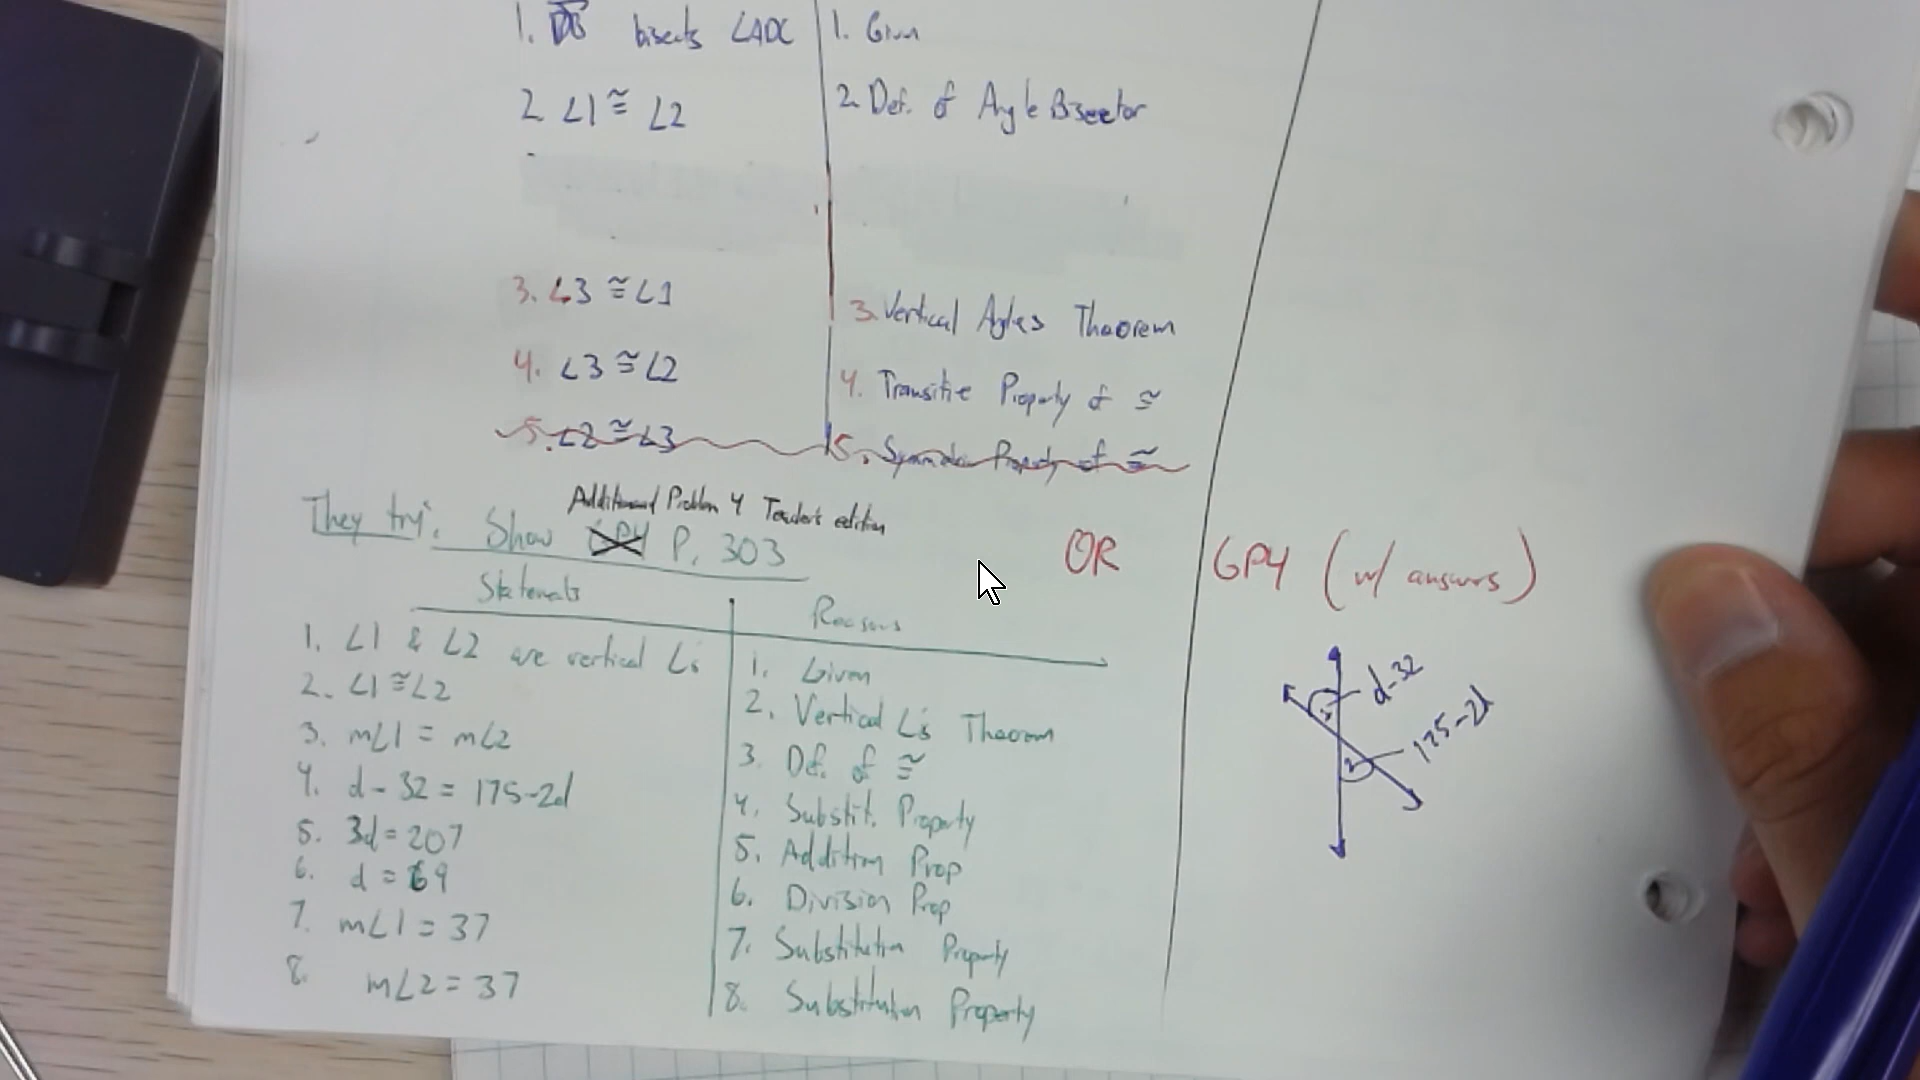 1. DB bisects ∠ADC 1. Given
2. ∠1 ≅ ∠2 2. Def. of Angle Bisector
3. ∠3 ≅ ∠1 3. Vertical Angles Theorem
4. ∠3 ≅ ∠2 4. Transitive Property of ≅
5. ∠2 ≅ ∠3 5. Symmetric Property of ≅
Additional Problem 4 Teacher's edition
They try: Show GP4 P. 303
OR GP4 (w/ answers)
Statements Reasons
1. ∠1 & ∠2 are vertical ∠s 1. Given
2. ∠1 ≅ ∠2 2. Vertical ∠'s Theorem
3. m∠1 = m∠2 3. Def. of ≅
4. d - 32 = 175-2d 4. Substit. Property
5. 3d = 207 5. Addition Prop
6. d = 69 6. Division Prop
7. m∠1 = 37 7. Substitution Property
8. m∠2 = 37 8. Substitution Property
d-32
175-2d
1
2